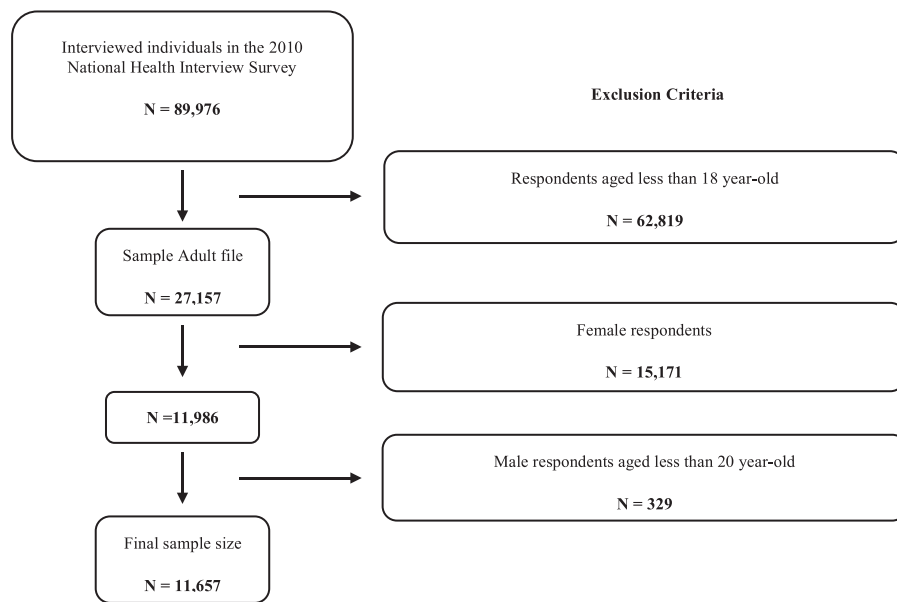 Interviewed individuals in the 2010
National Health Interview Survey
N = 89,976
Exclusion Criteria
Respondents aged less than 18 year-old
N = 62,819
Sample Adult file
N = 27,157
Female respondents
N = 15,171
N =11,986
Male respondents aged less than 20 year-old
N = 329
Final sample size
N = 11,657